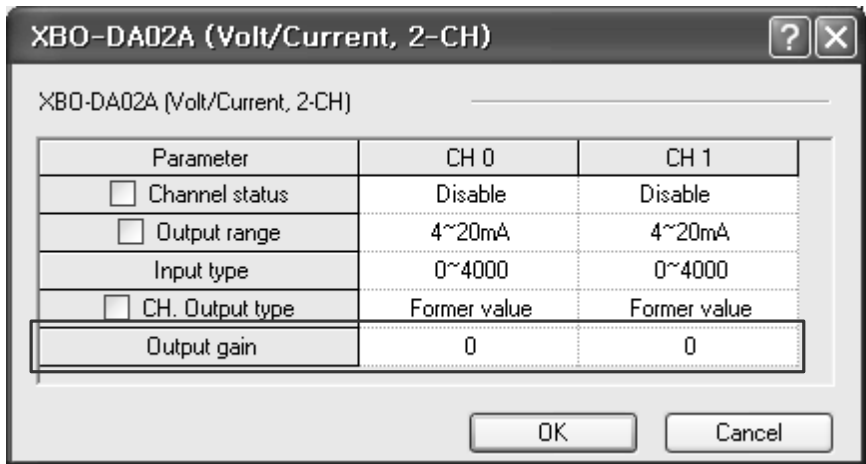 XBO-DA02A (Volt/Current, 2-CH)
XBO-DA02A (Volt/Current, 2-CH)
Parameter CH 0 CH 1
Channel status Disable Disable
Output range 4~20mA 4~20mA
Input type 0~4000 0~4000
CH. Output type Former value Former value
Output gain 0 0
OK Cancel